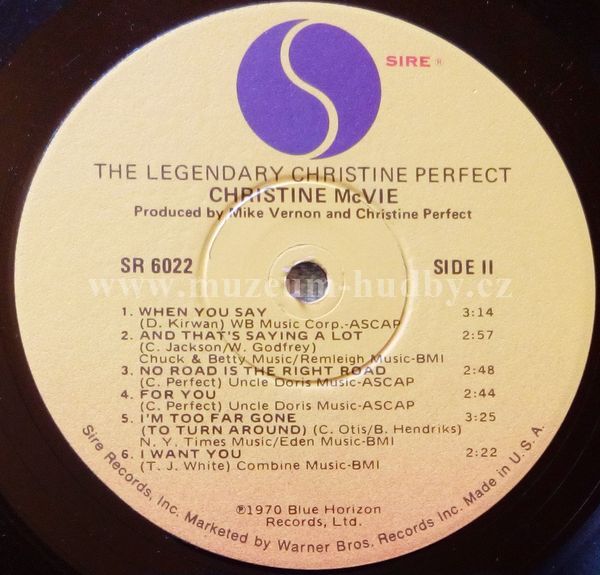 SIRE ®
THE LEGENDARY CHRISTINE PERFECT
CHRISTINE McVIE
Produced by Mike Vernon and Christine Perfect
SR 6022 SIDE II
www.muzeum-hudby.cz
1. WHEN YOU SAY 3:14
(D. Kirwan) WB Music Corp.-ASCAP
2. AND THAT'S SAYING A LOT 2:57
(C. Jackson/W. Godfrey)
Chuck & Betty Music/Remleigh Music-BMI
3. NO ROAD IS THE RIGHT ROAD 2:48
(C. Perfect) Uncle Doris Music-ASCAP
4. FOR YOU 2:44
(C. Perfect) Uncle Doris Music-ASCAP
5. I'M TOO FAR GONE 3:25
(TO TURN AROUND) (C. Otis/B. Hendriks)
N. Y. Times Music/Eden Music-BMI
6. I WANT YOU 2:22
(T. J. White) Combine Music-BMI
℗1970 Blue Horizon
Records, Ltd.
Sire Records, Inc. Marketed by Warner Bros. Records Inc. Made in U. S. A.